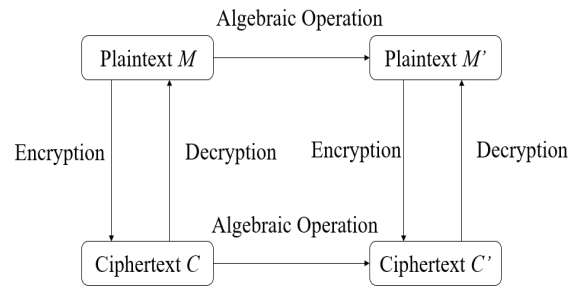 Algebraic Operation
Plaintext M
Plaintext M’
Encryption
Decryption
Encryption
Decryption
Algebraic Operation
Ciphertext C
Ciphertext C’